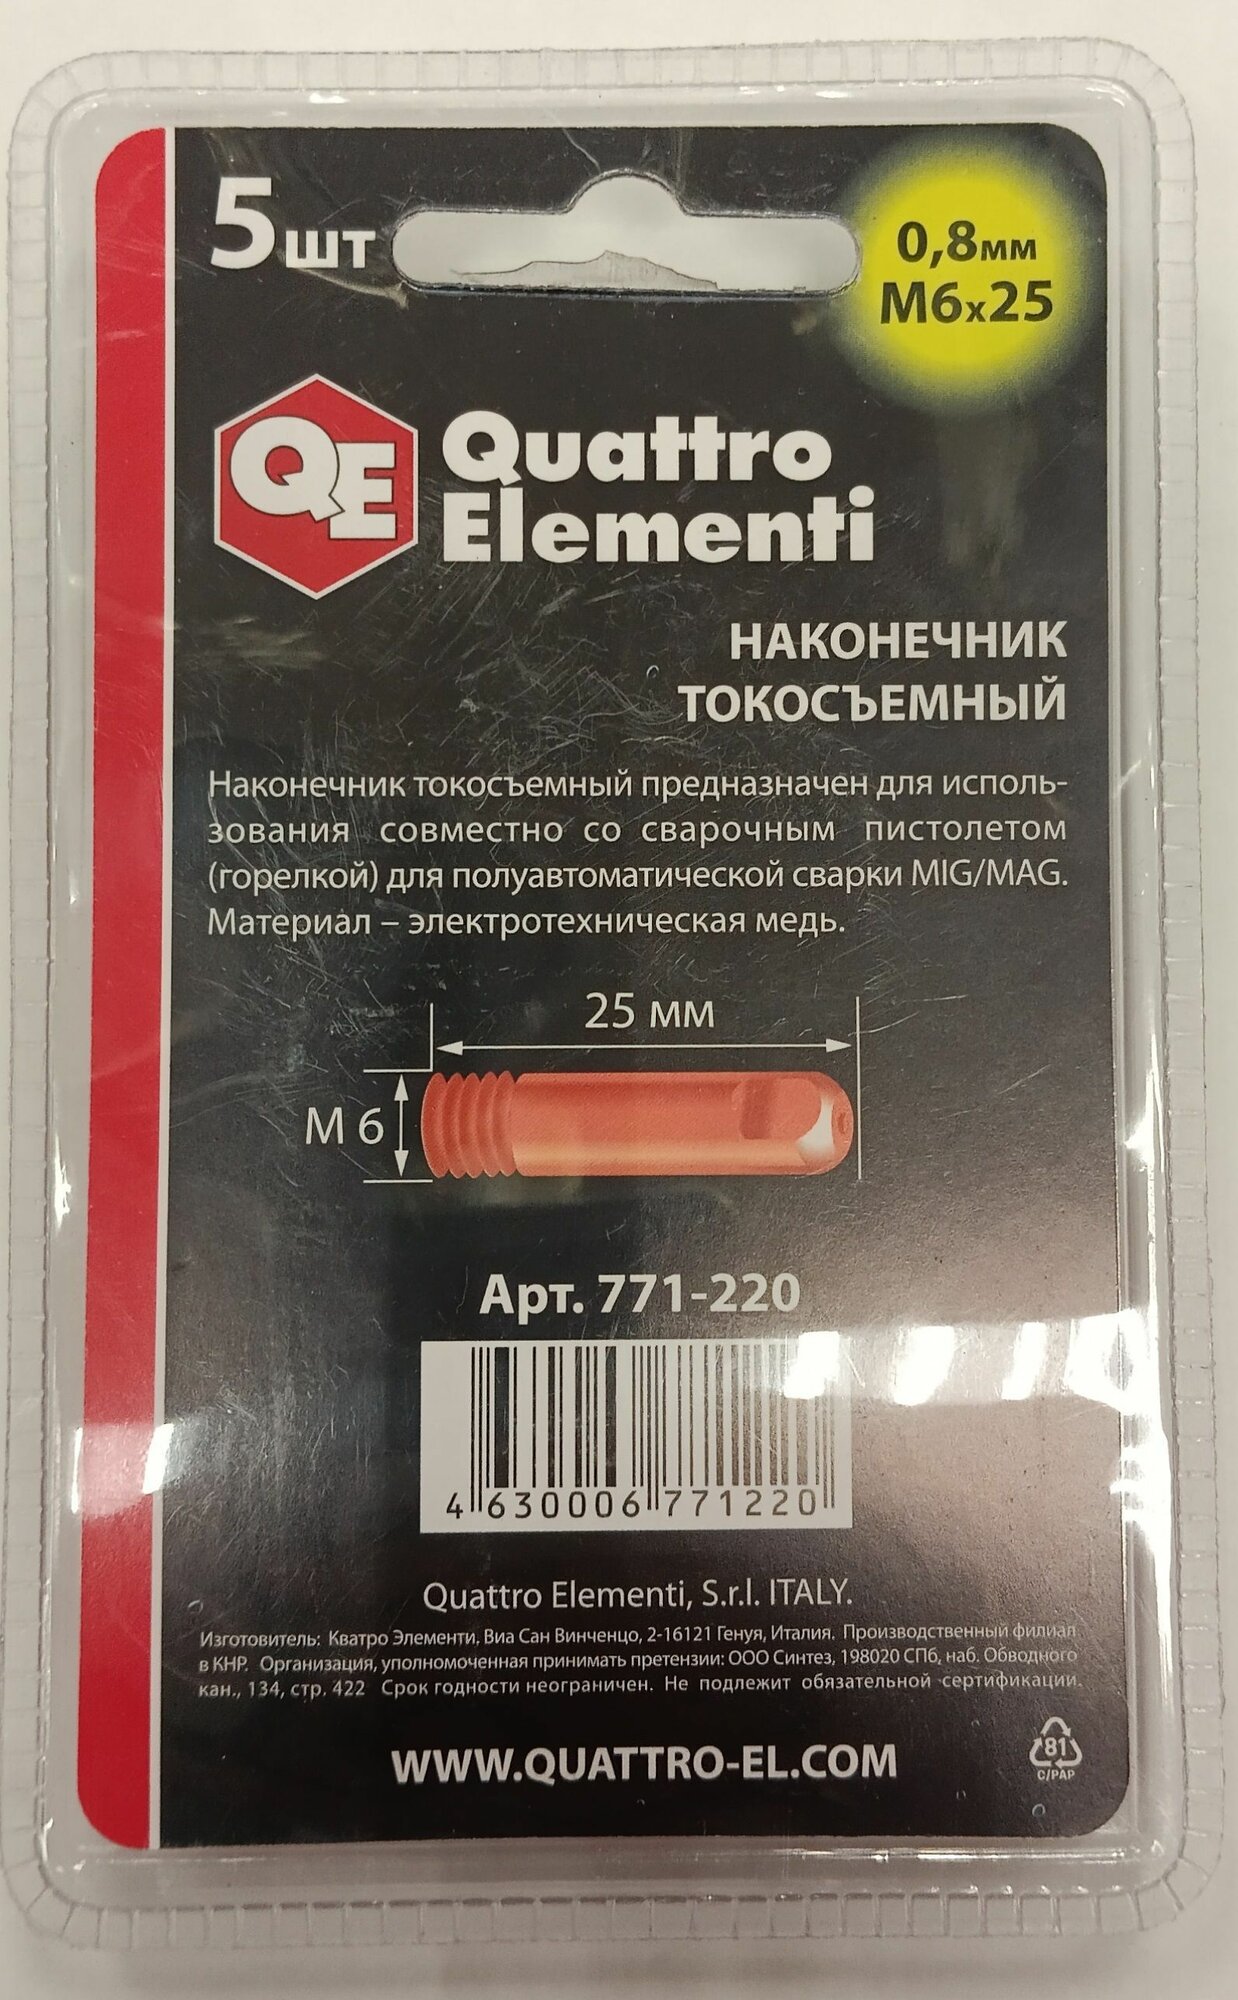 5шт
0,8мм
М6х25
QE
Quattro
Elementi
НАКОНЕЧНИК
ТОКОСЪЕМНЫЙ
Наконечник токосъемный предназначен для исполь-
зования совместно со сварочным пистолетом
(горелкой) для полуавтоматической сварки MIG/MAG.
Материал – электротехническая медь.
25 мм
М 6
Арт. 771-220
4 630006 771220
Quattro Elementi, S.r.l. ITALY.
Изготовитель: Кватро Элементи, Виа Сан Винченцо, 2-16121 Генуя, Италия. Производственный филиал
в КНР. Организация, уполномоченная принимать претензии: ООО Синтез, 198020 СПб, наб. Обводного
кан., 134, стр. 422 Срок годности неограничен. Не подлежит обязательной сертификации.
WWW.QUATTRO-EL.COM
81
C/PAP